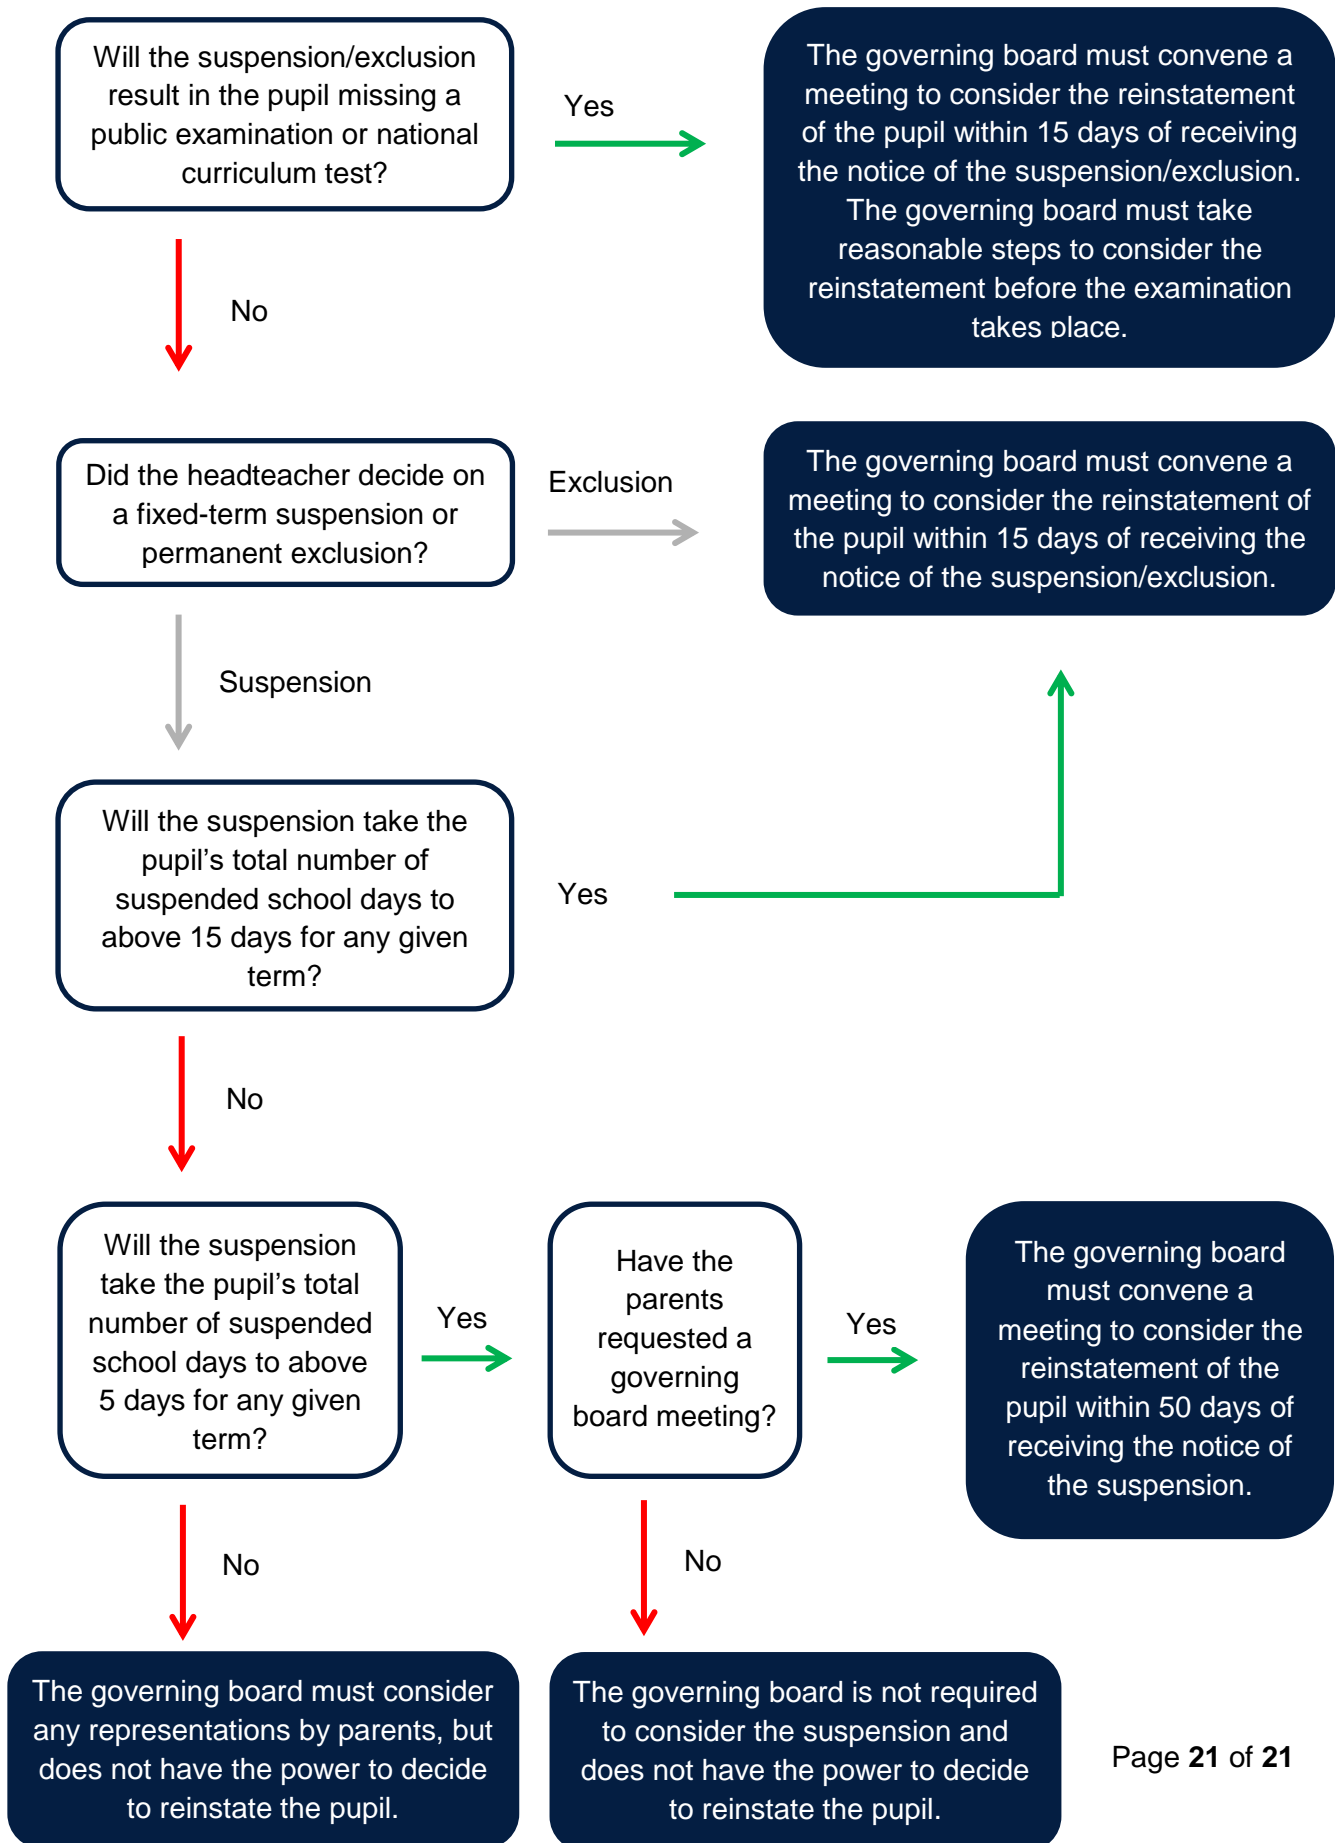 Will the suspension/exclusion
result in the pupil missing a
public examination or national
curriculum test?
Yes
The governing board must convene a
meeting to consider the reinstatement
of the pupil within 15 days of receiving
the notice of the suspension/exclusion.
The governing board must take
reasonable steps to consider the
reinstatement before the examination
takes place.
No
Did the headteacher decide on
a fixed-term suspension or
permanent exclusion?
Exclusion
The governing board must convene a
meeting to consider the reinstatement of
the pupil within 15 days of receiving the
notice of the suspension/exclusion.
Suspension
Will the suspension take the
pupil’s total number of
suspended school days to
above 15 days for any given
term?
Yes
No
Will the suspension
take the pupil’s total
number of suspended
school days to above
5 days for any given
term?
Yes
Have the
parents
requested a
governing
board meeting?
Yes
The governing board
must convene a
meeting to consider the
reinstatement of the
pupil within 50 days of
receiving the notice of
the suspension.
No
No
The governing board must consider
any representations by parents, but
does not have the power to decide
to reinstate the pupil.
The governing board is not required
to consider the suspension and
does not have the power to decide
to reinstate the pupil.
Page 21 of 21